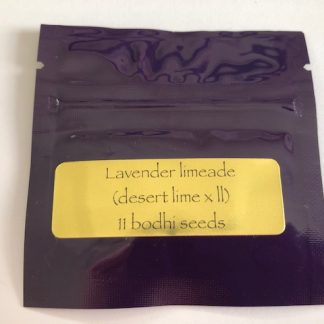 Lavender limeade
(desert lime x ll)
11 bodhi seeds